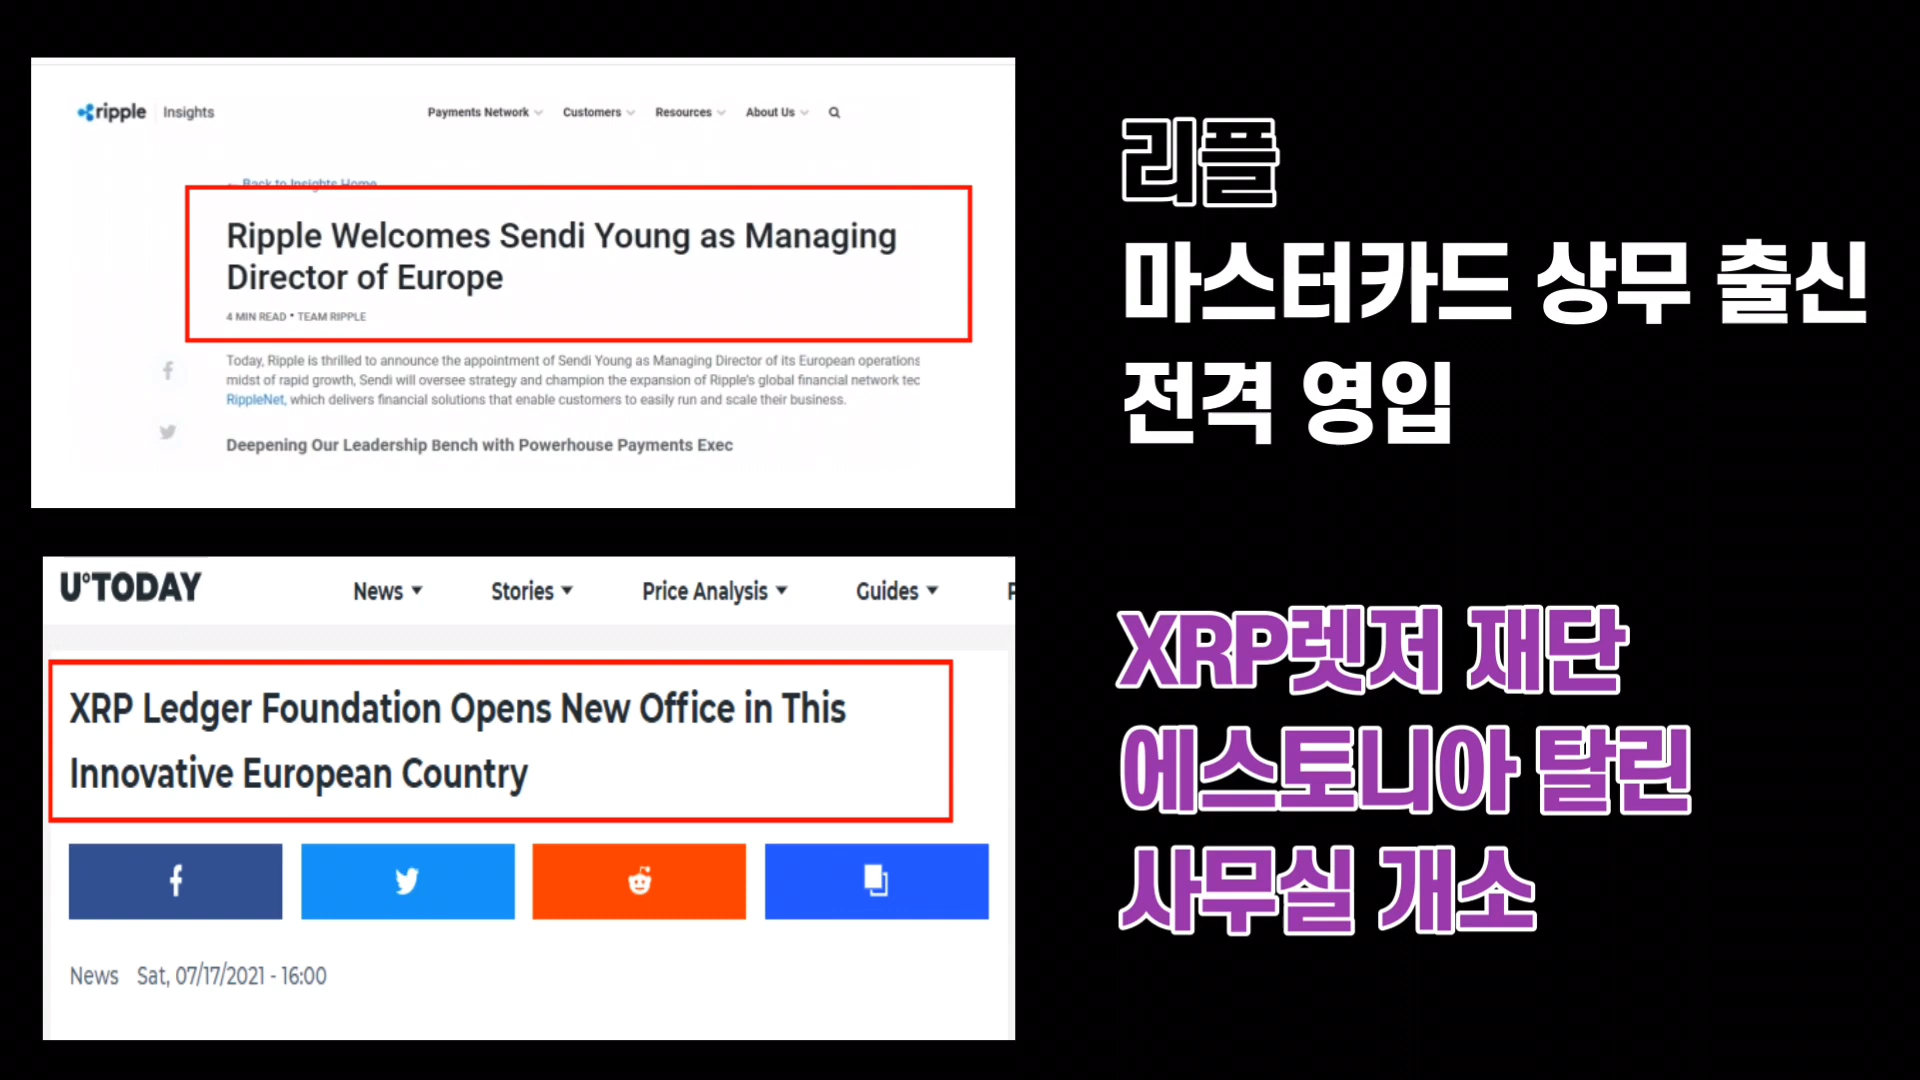 ripple Insights Payments Network Customers Resources About Us
← Back to Insights Home
Ripple Welcomes Sendi Young as Managing
Director of Europe
4 MIN READ • TEAM RIPPLE
Today, Ripple is thrilled to announce the appointment of Sendi Young as Managing Director of its European operations
midst of rapid growth, Sendi will oversee strategy and champion the expansion of Ripple's global financial network tec
RippleNet, which delivers financial solutions that enable customers to easily run and scale their business.
Deepening Our Leadership Bench with Powerhouse Payments Exec
리플
마스터카드 상무 출신
전격 영입
U°TODAY News Stories Price Analysis Guides
XRP Ledger Foundation Opens New Office in This
Innovative European Country
News Sat, 07/17/2021 - 16:00
XRP렛저 재단
에스토니아 탈린
사무실 개소